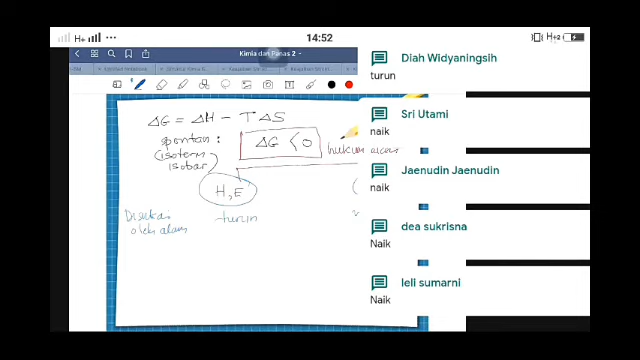 H+
14:52
H+2
Kimia dan Panas 2
ΔG = ΔH - TΔS
spontan :
ΔG < 0
(isoterm
isobar
hukum alam
H, E
Disukai
oleh alam
turun
Diah Widyaningsih
turun
Sri Utami
naik
Jaenudin Jaenudin
naik
dea sukrisna
Naik
leli sumarni
Naik